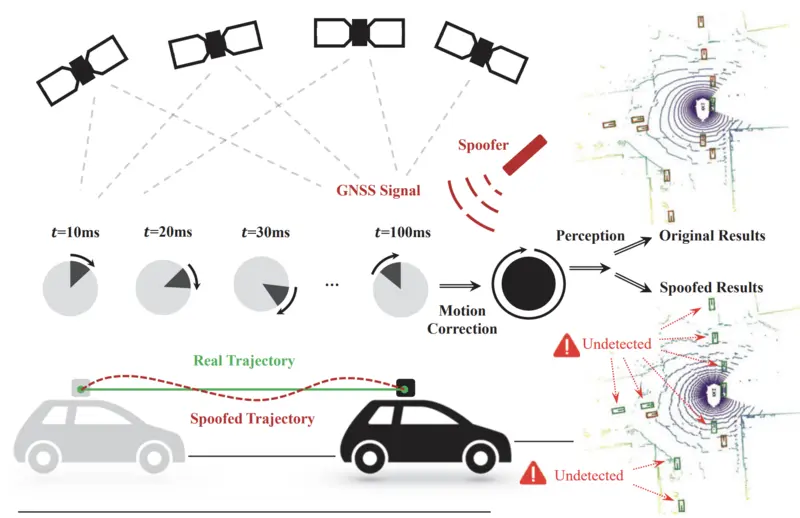 Spoofer
GNSS Signal
t=10ms
t=20ms
t=30ms
t=100ms
...
Perception
Original Results
Spoofed Results
Motion
Correction
Real Trajectory
Spoofed Trajectory
Undetected
Undetected